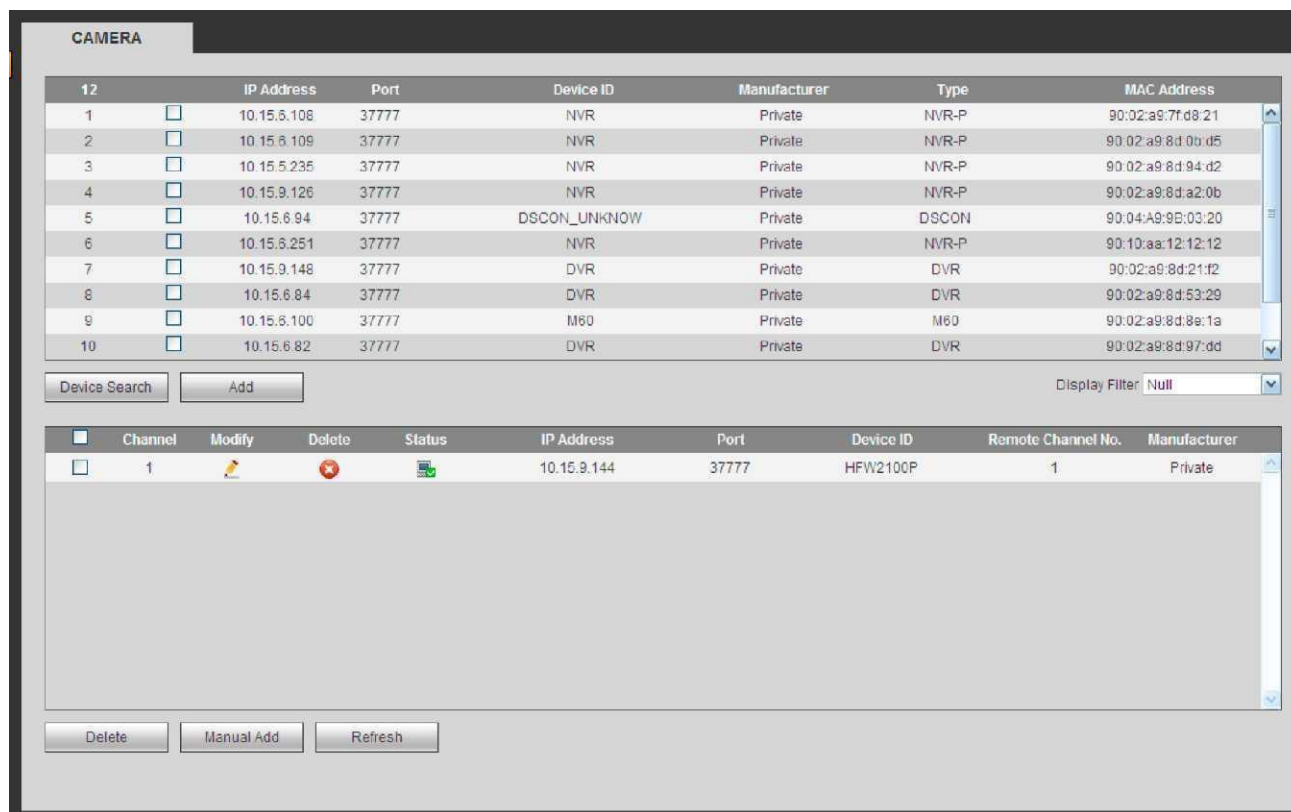 CAMERA
12 IP Address Port Device ID Manufacturer Type MAC Address
1 10.15.6.108 37777 NVR Private NVR-P 90:02:a9:7f:d8:21
2 10.15.6.109 37777 NVR Private NVR-P 90:02:a9:8d:0b:d5
3 10.15.5.235 37777 NVR Private NVR-P 90:02:a9:8d:94:d2
4 10.15.9.126 37777 NVR Private NVR-P 90:02:a9:8d:a2:0b
5 10.15.6.94 37777 DSCON_UNKNOW Private DSCON 90:04:A9:9B:03:20
6 10.15.6.251 37777 NVR Private NVR-P 90:10:aa:12:12:12
7 10.15.9.148 37777 DVR Private DVR 90:02:a9:8d:21:f2
8 10.15.6.84 37777 DVR Private DVR 90:02:a9:8d:53:29
9 10.15.6.100 37777 M60 Private M60 90:02:a9:8d:8e:1a
10 10.15.6.82 37777 DVR Private DVR 90:02:a9:8d:97:dd
Device Search Add Display Filter Null
Channel Modify Delete Status IP Address Port Device ID Remote Channel No. Manufacturer
1 10.15.9.144 37777 HFW2100P 1 Private
Delete Manual Add Refresh